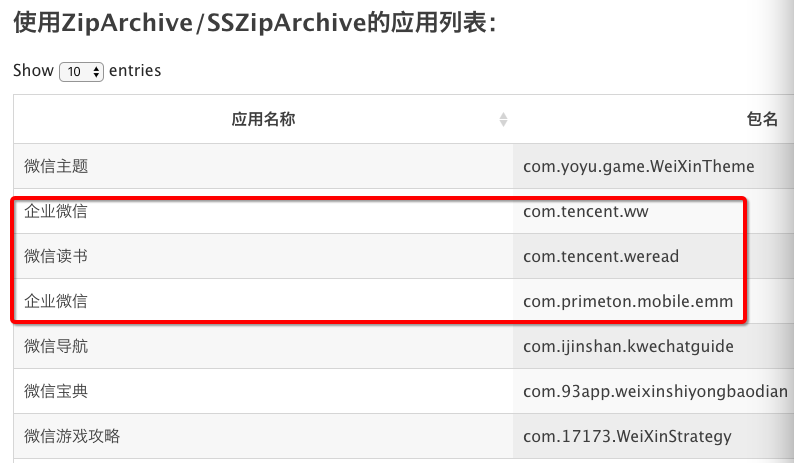 使用ZipArchive/SSZipArchive的应用列表：
Show 10 entries
应用名称 包名
微信主题 com.yoyu.game.WeiXinTheme
企业微信 com.tencent.ww
微信读书 com.tencent.weread
企业微信 com.primeton.mobile.emm
微信导航 com.ijinshan.kwechatguide
微信宝典 com.93app.weixinshiyongbaodian
微信游戏攻略 com.17173.WeiXinStrategy